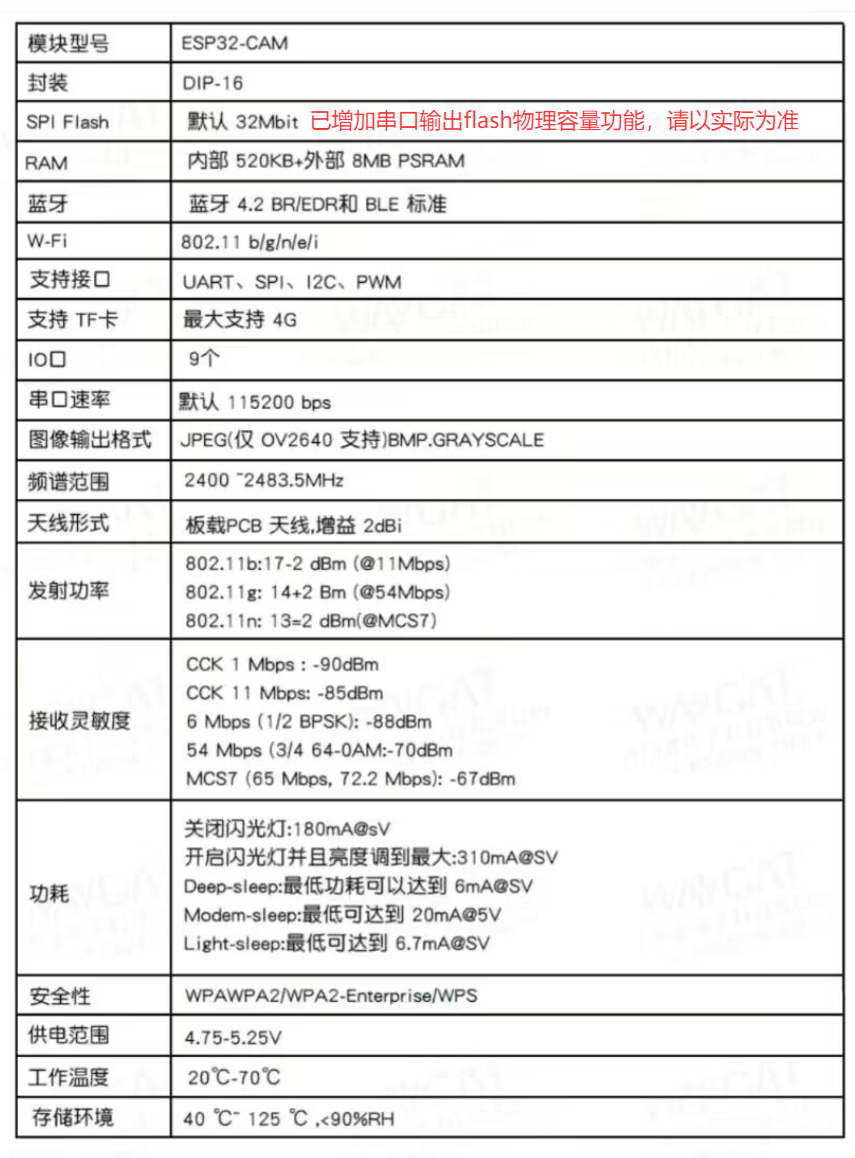 模块型号 ESP32-CAM
封装 DIP-16
SPI Flash 默认 32Mbit 已增加串口输出flash物理容量功能，请以实际为准
RAM 内部 520KB+外部 8MB PSRAM
蓝牙 蓝牙 4.2 BR/EDR和 BLE 标准
W-Fi 802.11 b/g/n/e/i
支持接口 UART、SPI、I2C、PWM
支持 TF卡 最大支持 4G
IO口 9个
串口速率 默认 115200 bps
图像输出格式 JPEG(仅 OV2640 支持)BMP.GRAYSCALE
频谱范围 2400 ~2483.5MHz
天线形式 板载PCB 天线,增益 2dBi
发射功率
802.11b:17-2 dBm (@11Mbps)
802.11g: 14+2 Bm (@54Mbps)
802.11n: 13=2 dBm(@MCS7)
接收灵敏度
CCK 1 Mbps : -90dBm
CCK 11 Mbps: -85dBm
6 Mbps (1/2 BPSK): -88dBm
54 Mbps (3/4 64-0AM:-70dBm
MCS7 (65 Mbps, 72.2 Mbps): -67dBm
功耗
关闭闪光灯:180mA@sV
开启闪光灯并且亮度调到最大:310mA@SV
Deep-sleep:最低功耗可以达到 6mA@SV
Modem-sleep:最低可达到 20mA@5V
Light-sleep:最低可达到 6.7mA@SV
安全性 WPAWPA2/WPA2-Enterprise/WPS
供电范围 4.75-5.25V
工作温度 20℃-70℃
存储环境 40 ℃~ 125 ℃ ,<90%RH